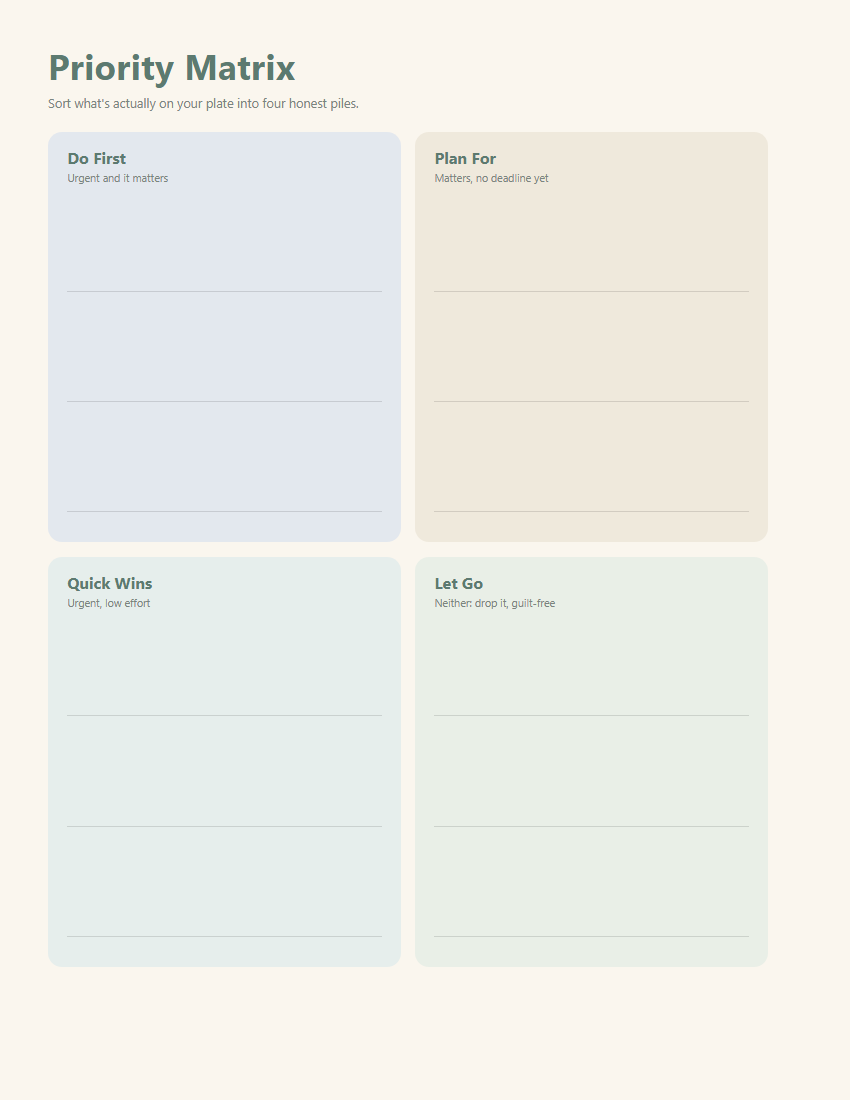 Priority Matrix
Sort what's actually on your plate into four honest piles.
Do First
Urgent and it matters
Plan For
Matters, no deadline yet
Quick Wins
Urgent, low effort
Let Go
Neither: drop it, guilt-free